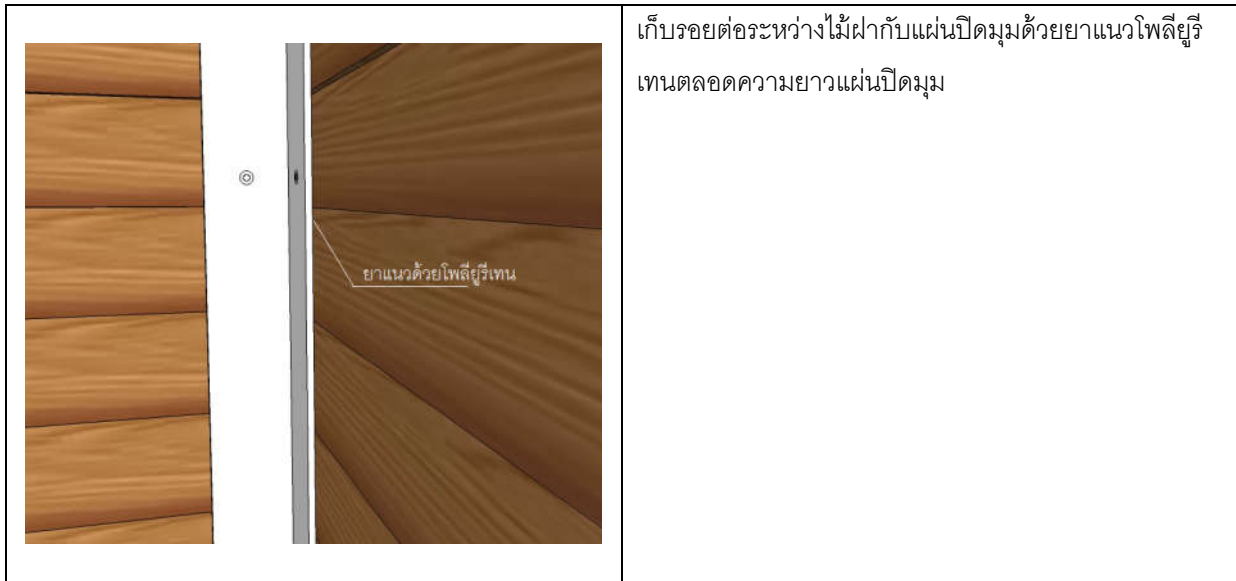 เก็บรอยต่อระหว่างไม้ฝากับแผ่นปิดมุมด้วยยาแนวโพลียูรี
เทนตลอดความยาวแผ่นปิดมุม
ยาแนวด้วยโพลียูรีเทน